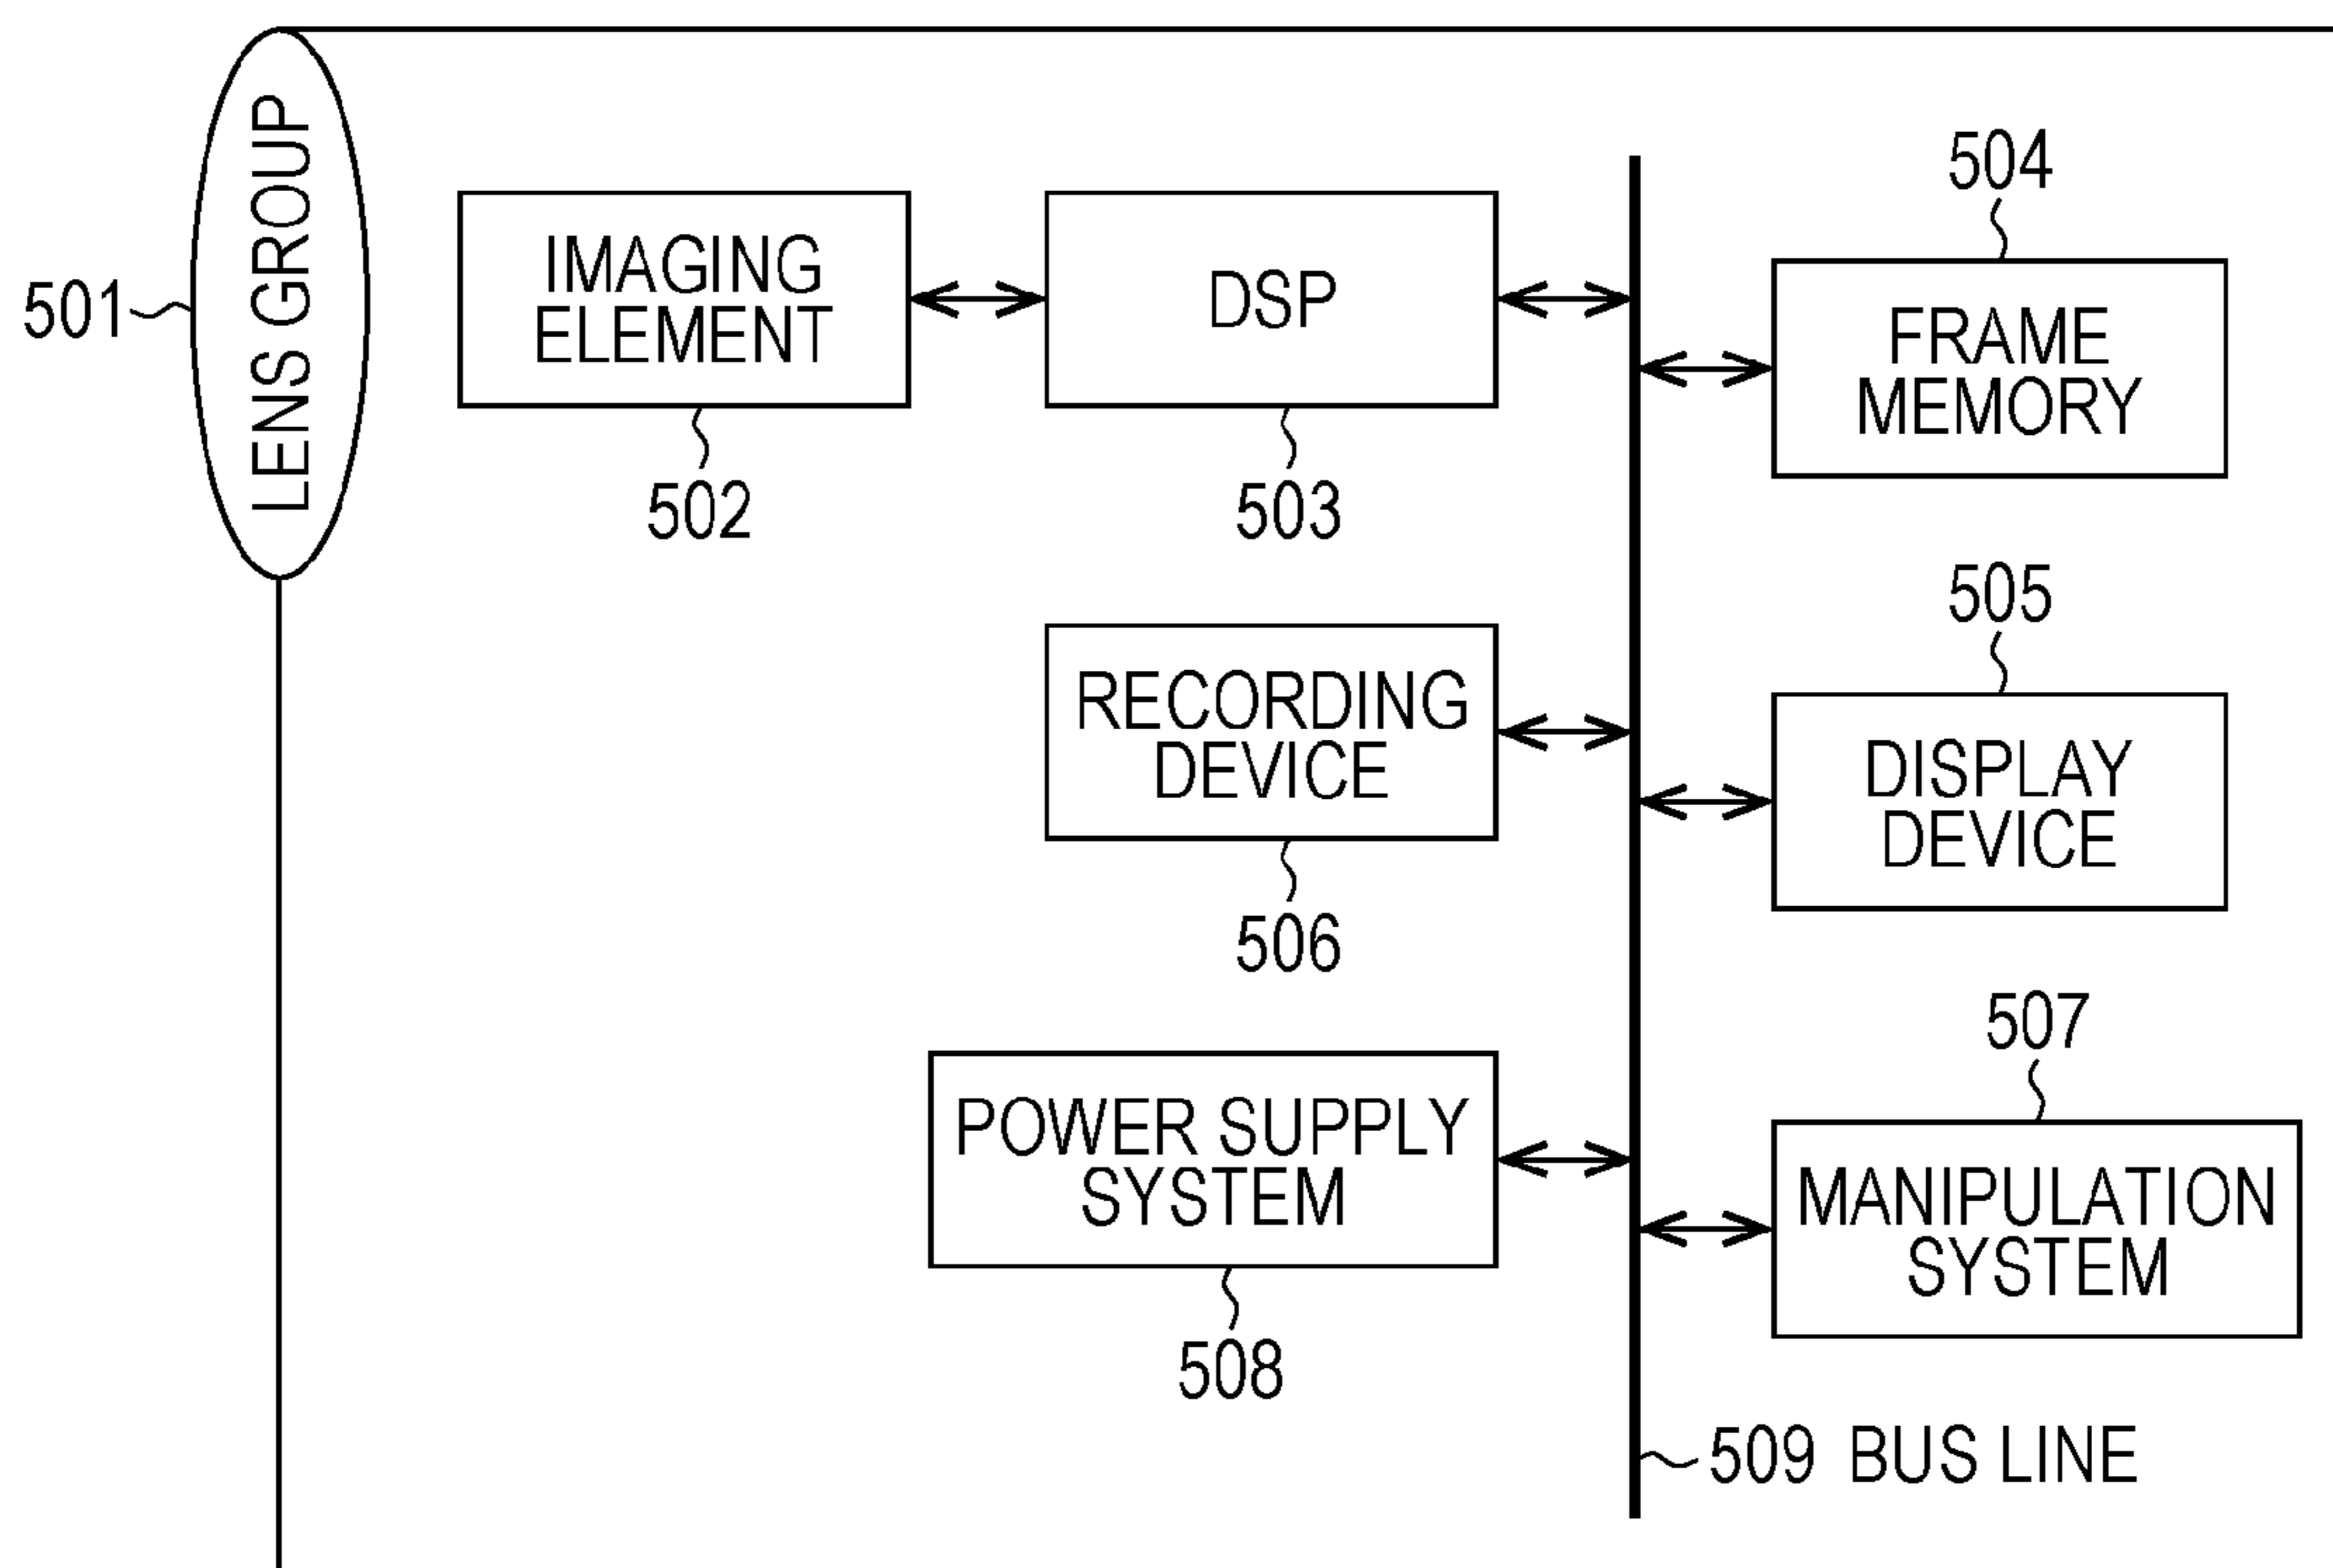 501
LENS GROUP
IMAGING
ELEMENT
502
DSP
503
504
FRAME
MEMORY
505
DISPLAY
DEVICE
RECORDING
DEVICE
506
507
MANIPULATION
SYSTEM
POWER SUPPLY
SYSTEM
508
509 BUS LINE